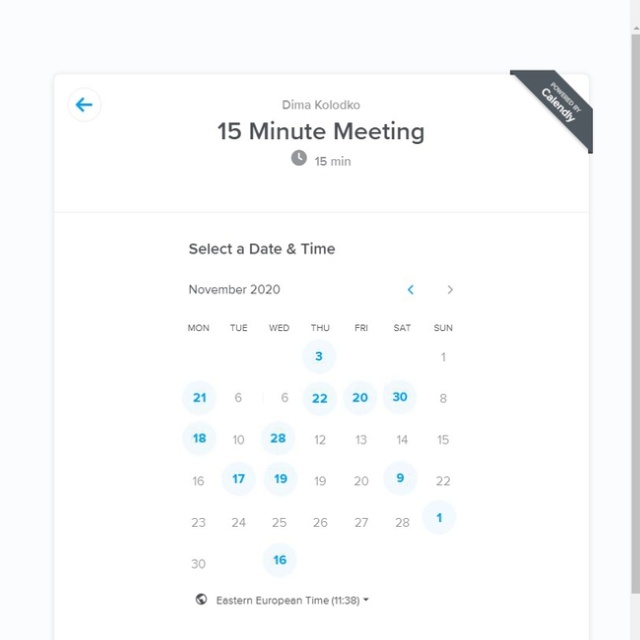 POWERED BY
Calendly
Dima Kolodko
15 Minute Meeting
15 min
Select a Date & Time
November 2020
MON TUE WED THU FRI SAT SUN
3 1
21 6 6 22 20 30 8
18 10 28 12 13 14 15
16 17 19 19 20 9 22
23 24 25 26 27 28 1
30 16
Eastern European Time (11:38)